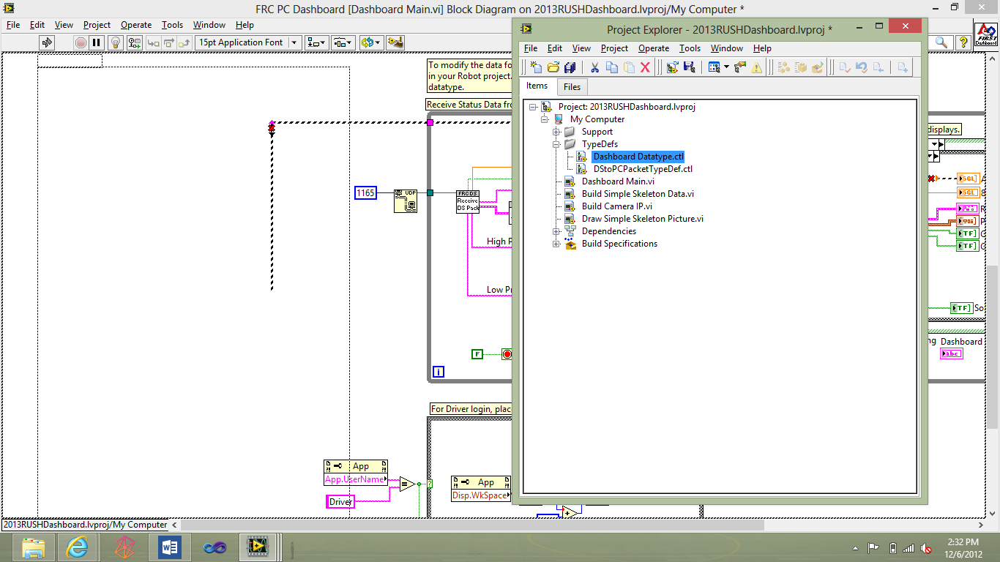 FRC PC Dashboard [Dashboard Main.vi] Block Diagram on 2013RUSHDashboard.lvproj/My Computer *
File Edit View Project Operate Tools Window Help
15pt Application Font
FIRST
Dashboard
To modify the data fo
in your Robot project.
datatype.
Receive Status Data fro
1165
UDP
FRC DS
Receive
DS Pack
High P
Low Pr
F
i
For Driver login, plac
App
App.UserName
Driver
=
?
App
Disp.WkSpace
+
displays.
SGL
A
SGL
R
P
TF
G
TF
G
TF
So
ng Dashboard
abc
Project Explorer - 2013RUSHDashboard.lvproj *
File Edit View Project Operate Tools Window Help
Items Files
Project: 2013RUSHDashboard.lvproj
My Computer
Support
TypeDefs
Dashboard Datatype.ctl
DStoPCPacketTypeDef.ctl
Dashboard Main.vi
Build Simple Skeleton Data.vi
Build Camera IP.vi
Draw Simple Skeleton Picture.vi
Dependencies
Build Specifications
2013RUSHDashboard.lvproj/My Computer
2:32 PM
12/6/2012